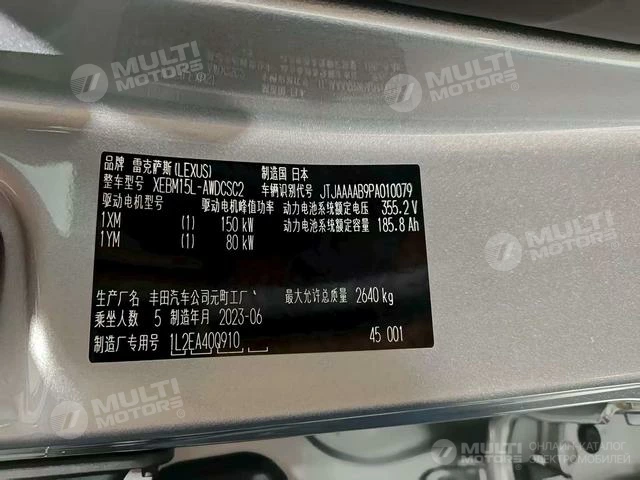 MULTI MOTORS
MULTI MOTORS
品牌 雷克萨斯(LEXUS) 制造国 日本
整车型号 XEBM15L-AWDCSC2 车辆识别代号 JTJAAAAB9PA010079
驱动电机型号 驱动电机峰值功率 动力电池系统额定电压 355.2V
1XM (1) 150 kW 动力电池系统额定容量 185.8 Ah
1YM (1) 80 kW
生产厂名 丰田汽车公司元町工厂 最大允许总质量 2640 kg
乘坐人数 5 制造年月 2023-06
制造厂专用号 1L2EA400910 45 001
MULTI MOTORS
MULTI MOTORS
MULTI MOTORS
ОНЛАЙН-КАТАЛОГ
ЭЛЕКТРОМОБИЛЕЙ